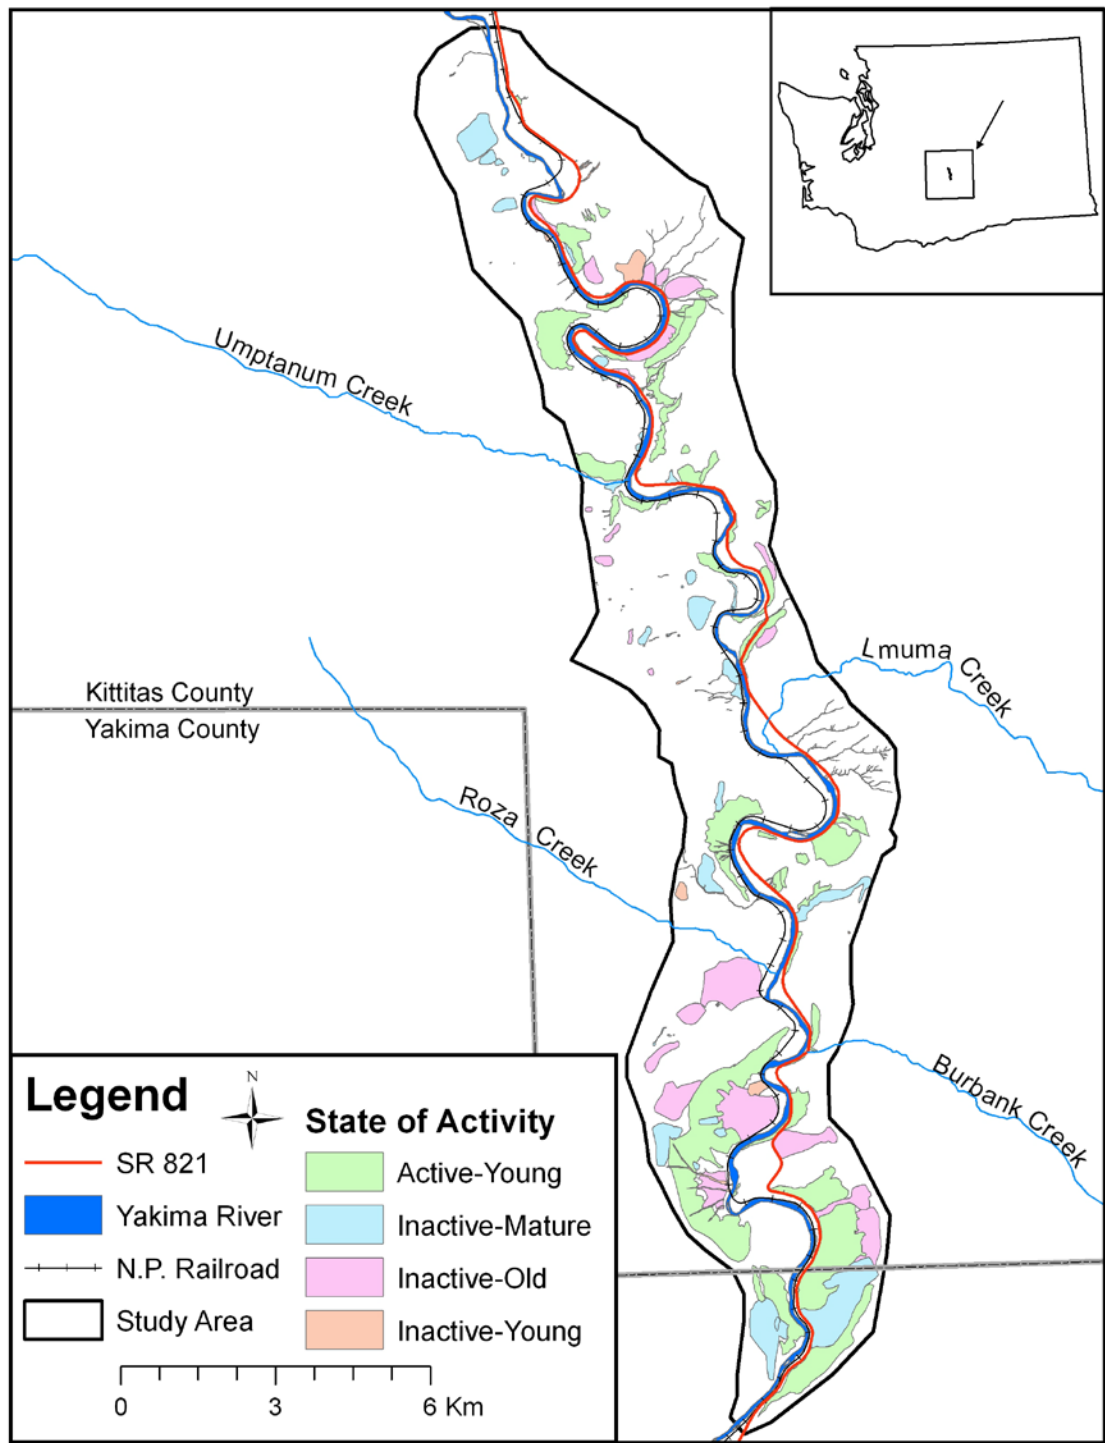 Umptanum Creek
Lmuma Creek
Kittitas County
Yakima County
Roza Creek
Burbank Creek
Legend
N
SR 821
Yakima River
N.P. Railroad
Study Area
0 3 6 Km
State of Activity
Active-Young
Inactive-Mature
Inactive-Old
Inactive-Young